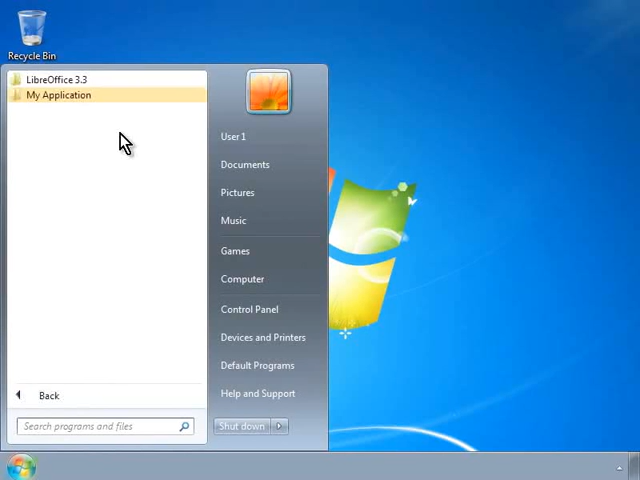 Recycle Bin
LibreOffice 3.3
My Application
User1
Documents
Pictures
Music
Games
Computer
Control Panel
Devices and Printers
Default Programs
Help and Support
Back
Search programs and files
Shut down